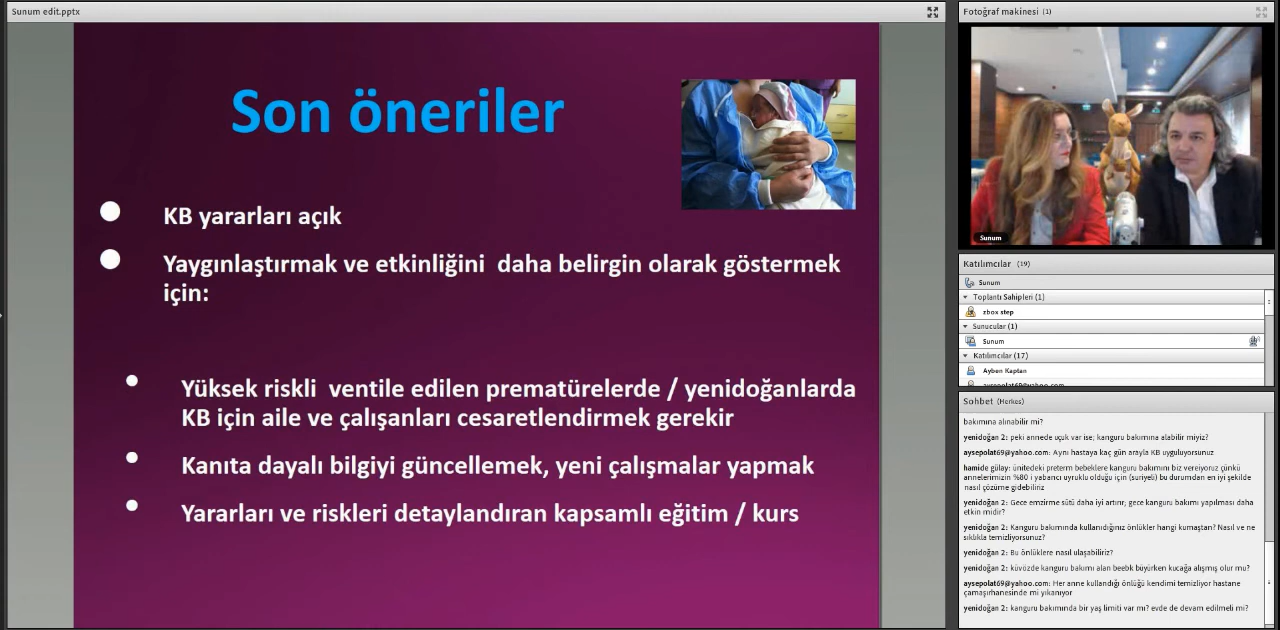 Sunum edit.pptx
Son öneriler
KB yararları açık
Yaygınlaştırmak ve etkinliğini daha belirgin olarak göstermek
için:
Yüksek riskli ventile edilen prematürelerde / yenidoğanlarda
KB için aile ve çalışanları cesaretlendirmek gerekir
Kanıta dayalı bilgiyi güncellemek, yeni çalışmalar yapmak
Yararları ve riskleri detaylandıran kapsamlı eğitim / kurs
Fotoğraf makinesi (1)
Sunum
Katılımcılar (19)
Sunum
Toplantı Sahipleri (1)
zbox step
Sunucular (1)
Sunum
Katılımcılar (17)
Ayben Kaptan
aysepolat69@yahoo.com
Sohbet (Herkes)
bakımına alınabilir mi?
yenidoğan 2: peki annede uçuk var ise; kanguru bakımına alabilir miyiz?
aysepolat69@yahoo.com: Aynı hastaya kaç gün arayla KB uyguluyorsunuz
hamide gülay: ünitedeki preterm bebeklere kanguru bakımını biz vereiyoruz çünkü
annelerimizin %80 i yabancı uyruklu olduğu için (suriyeli) bu durumdan en iyi şekilde
nasıl çözüme gidebiliriz
yenidoğan 2: Gece emzirme sütü daha iyi artırır; gece kanguru bakımı yapılması daha
etkin midir?
yenidoğan 2: Kanguru bakımında kullandığınız önlükler hangi kumaştan? Nasıl ve ne
sıklıkla temizliyorsunuz?
yenidoğan 2: Bu önlüklere nasıl ulaşabiliriz?
yenidoğan 2: küvözde kanguru bakımı alan beebk büyürken kucağa alışmış olur mu?
aysepolat69@yahoo.com: Her anne kullandığı önlüğü kendimi temizliyor hastane
çamaşırhanesinde mi yıkanıyor
yenidoğan 2: kanguru bakımında bir yaş limiti var mı? evde de devam edilmeli mi?